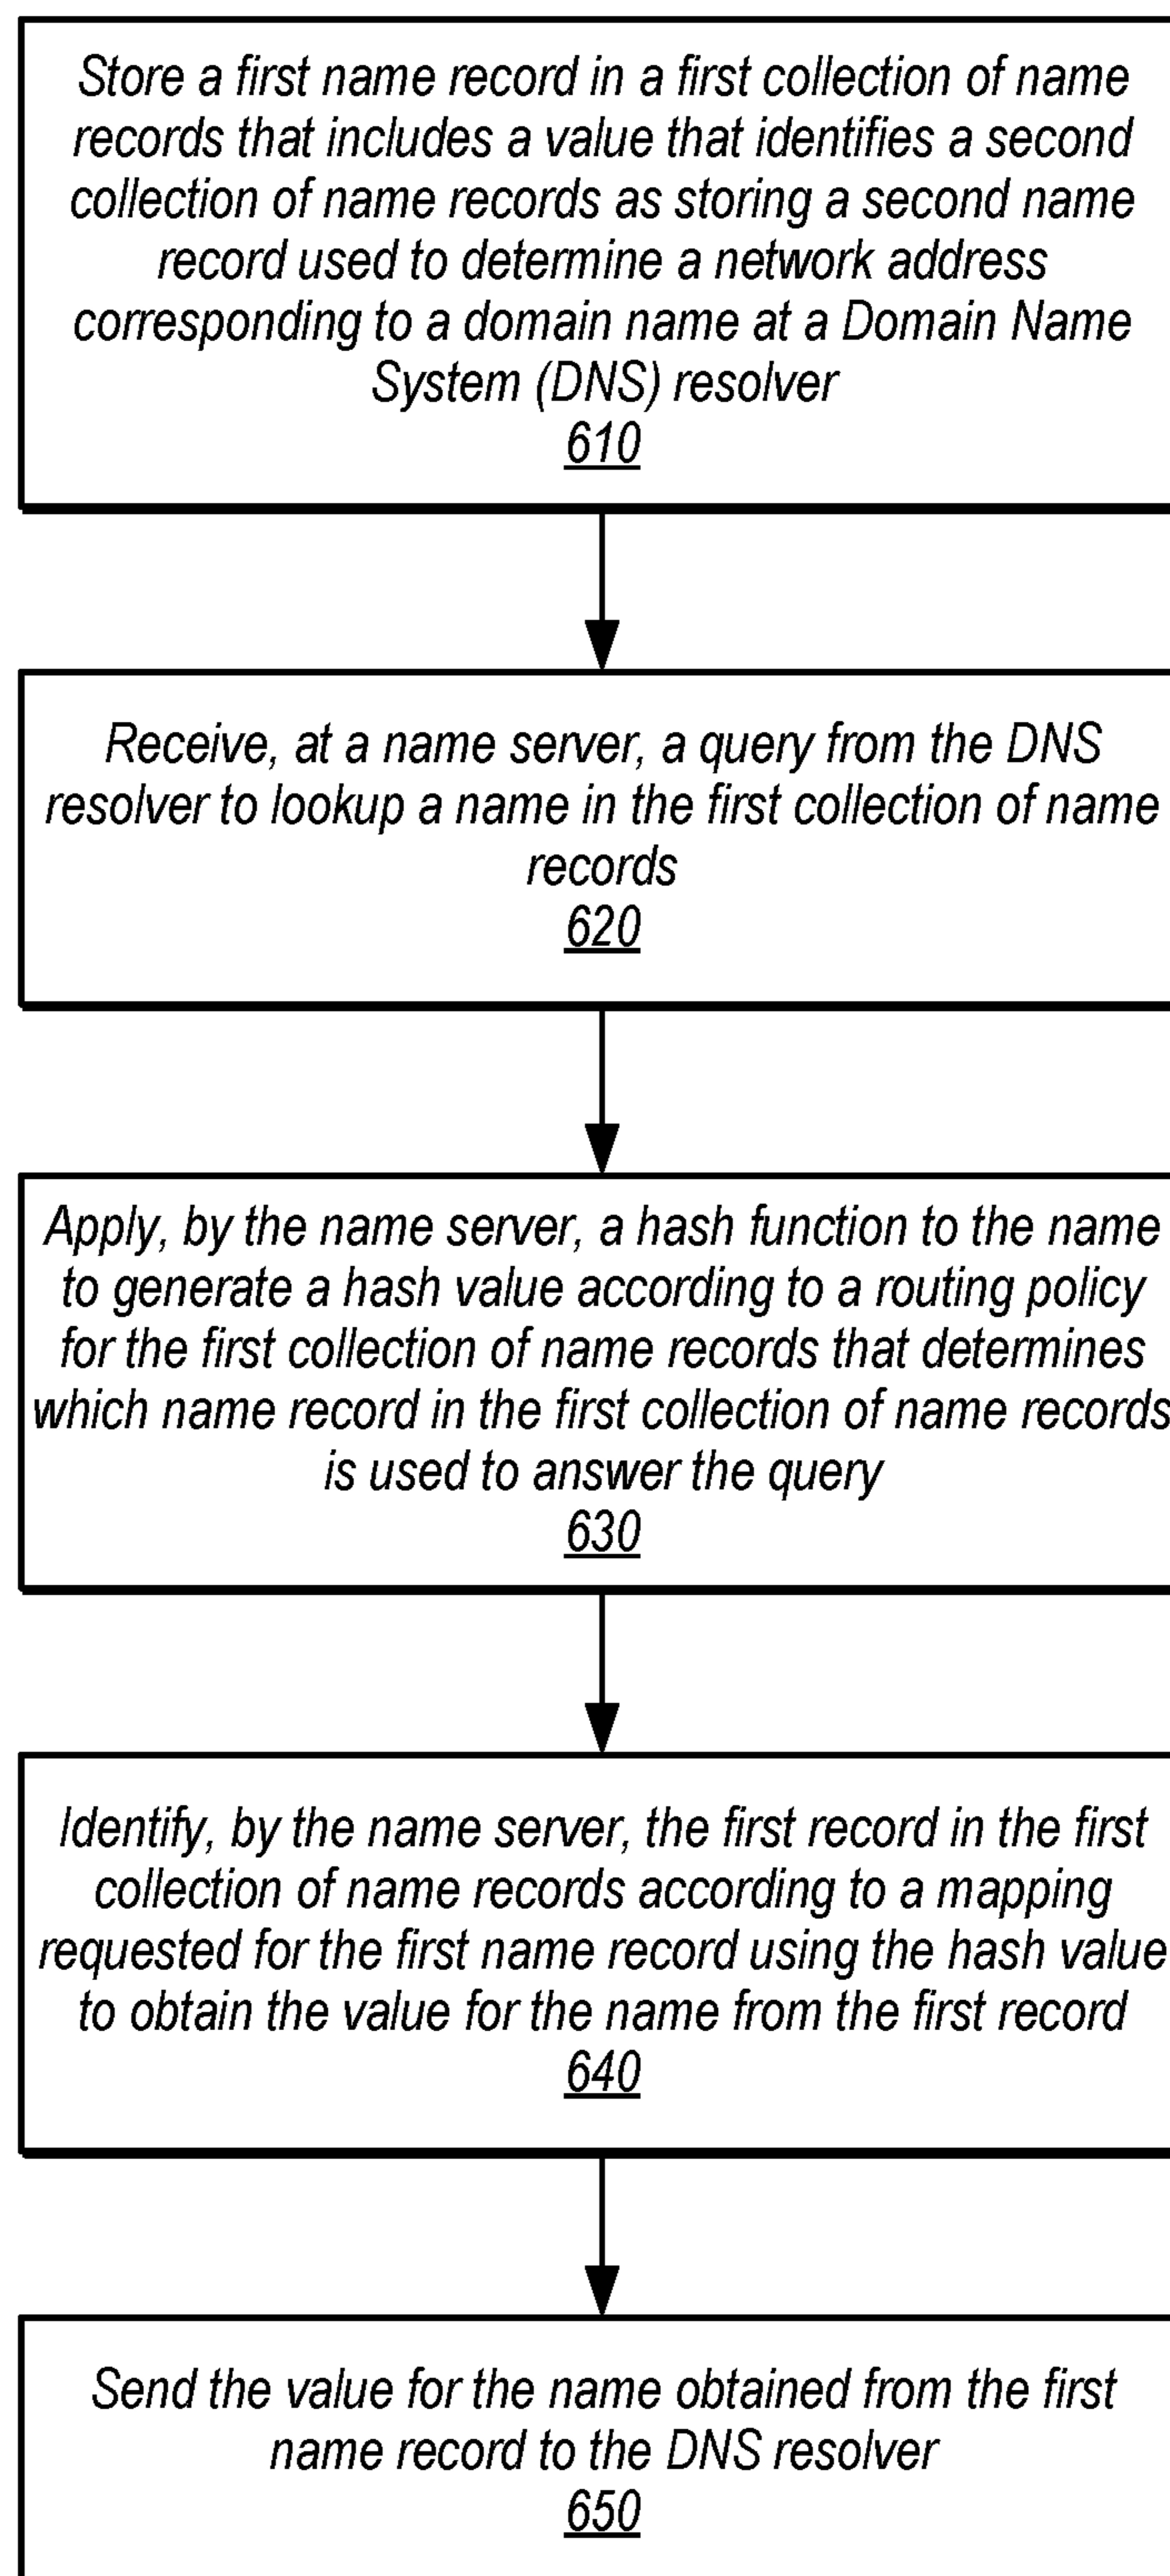 Store a first name record in a first collection of name
records that includes a value that identifies a second
collection of name records as storing a second name
record used to determine a network address
corresponding to a domain name at a Domain Name
System (DNS) resolver
610
Receive, at a name server, a query from the DNS
resolver to lookup a name in the first collection of name
records
620
Apply, by the name server, a hash function to the name
to generate a hash value according to a routing policy
for the first collection of name records that determines
which name record in the first collection of name records
is used to answer the query
630
Identify, by the name server, the first record in the first
collection of name records according to a mapping
requested for the first name record using the hash value
to obtain the value for the name from the first record
640
Send the value for the name obtained from the first
name record to the DNS resolver
650